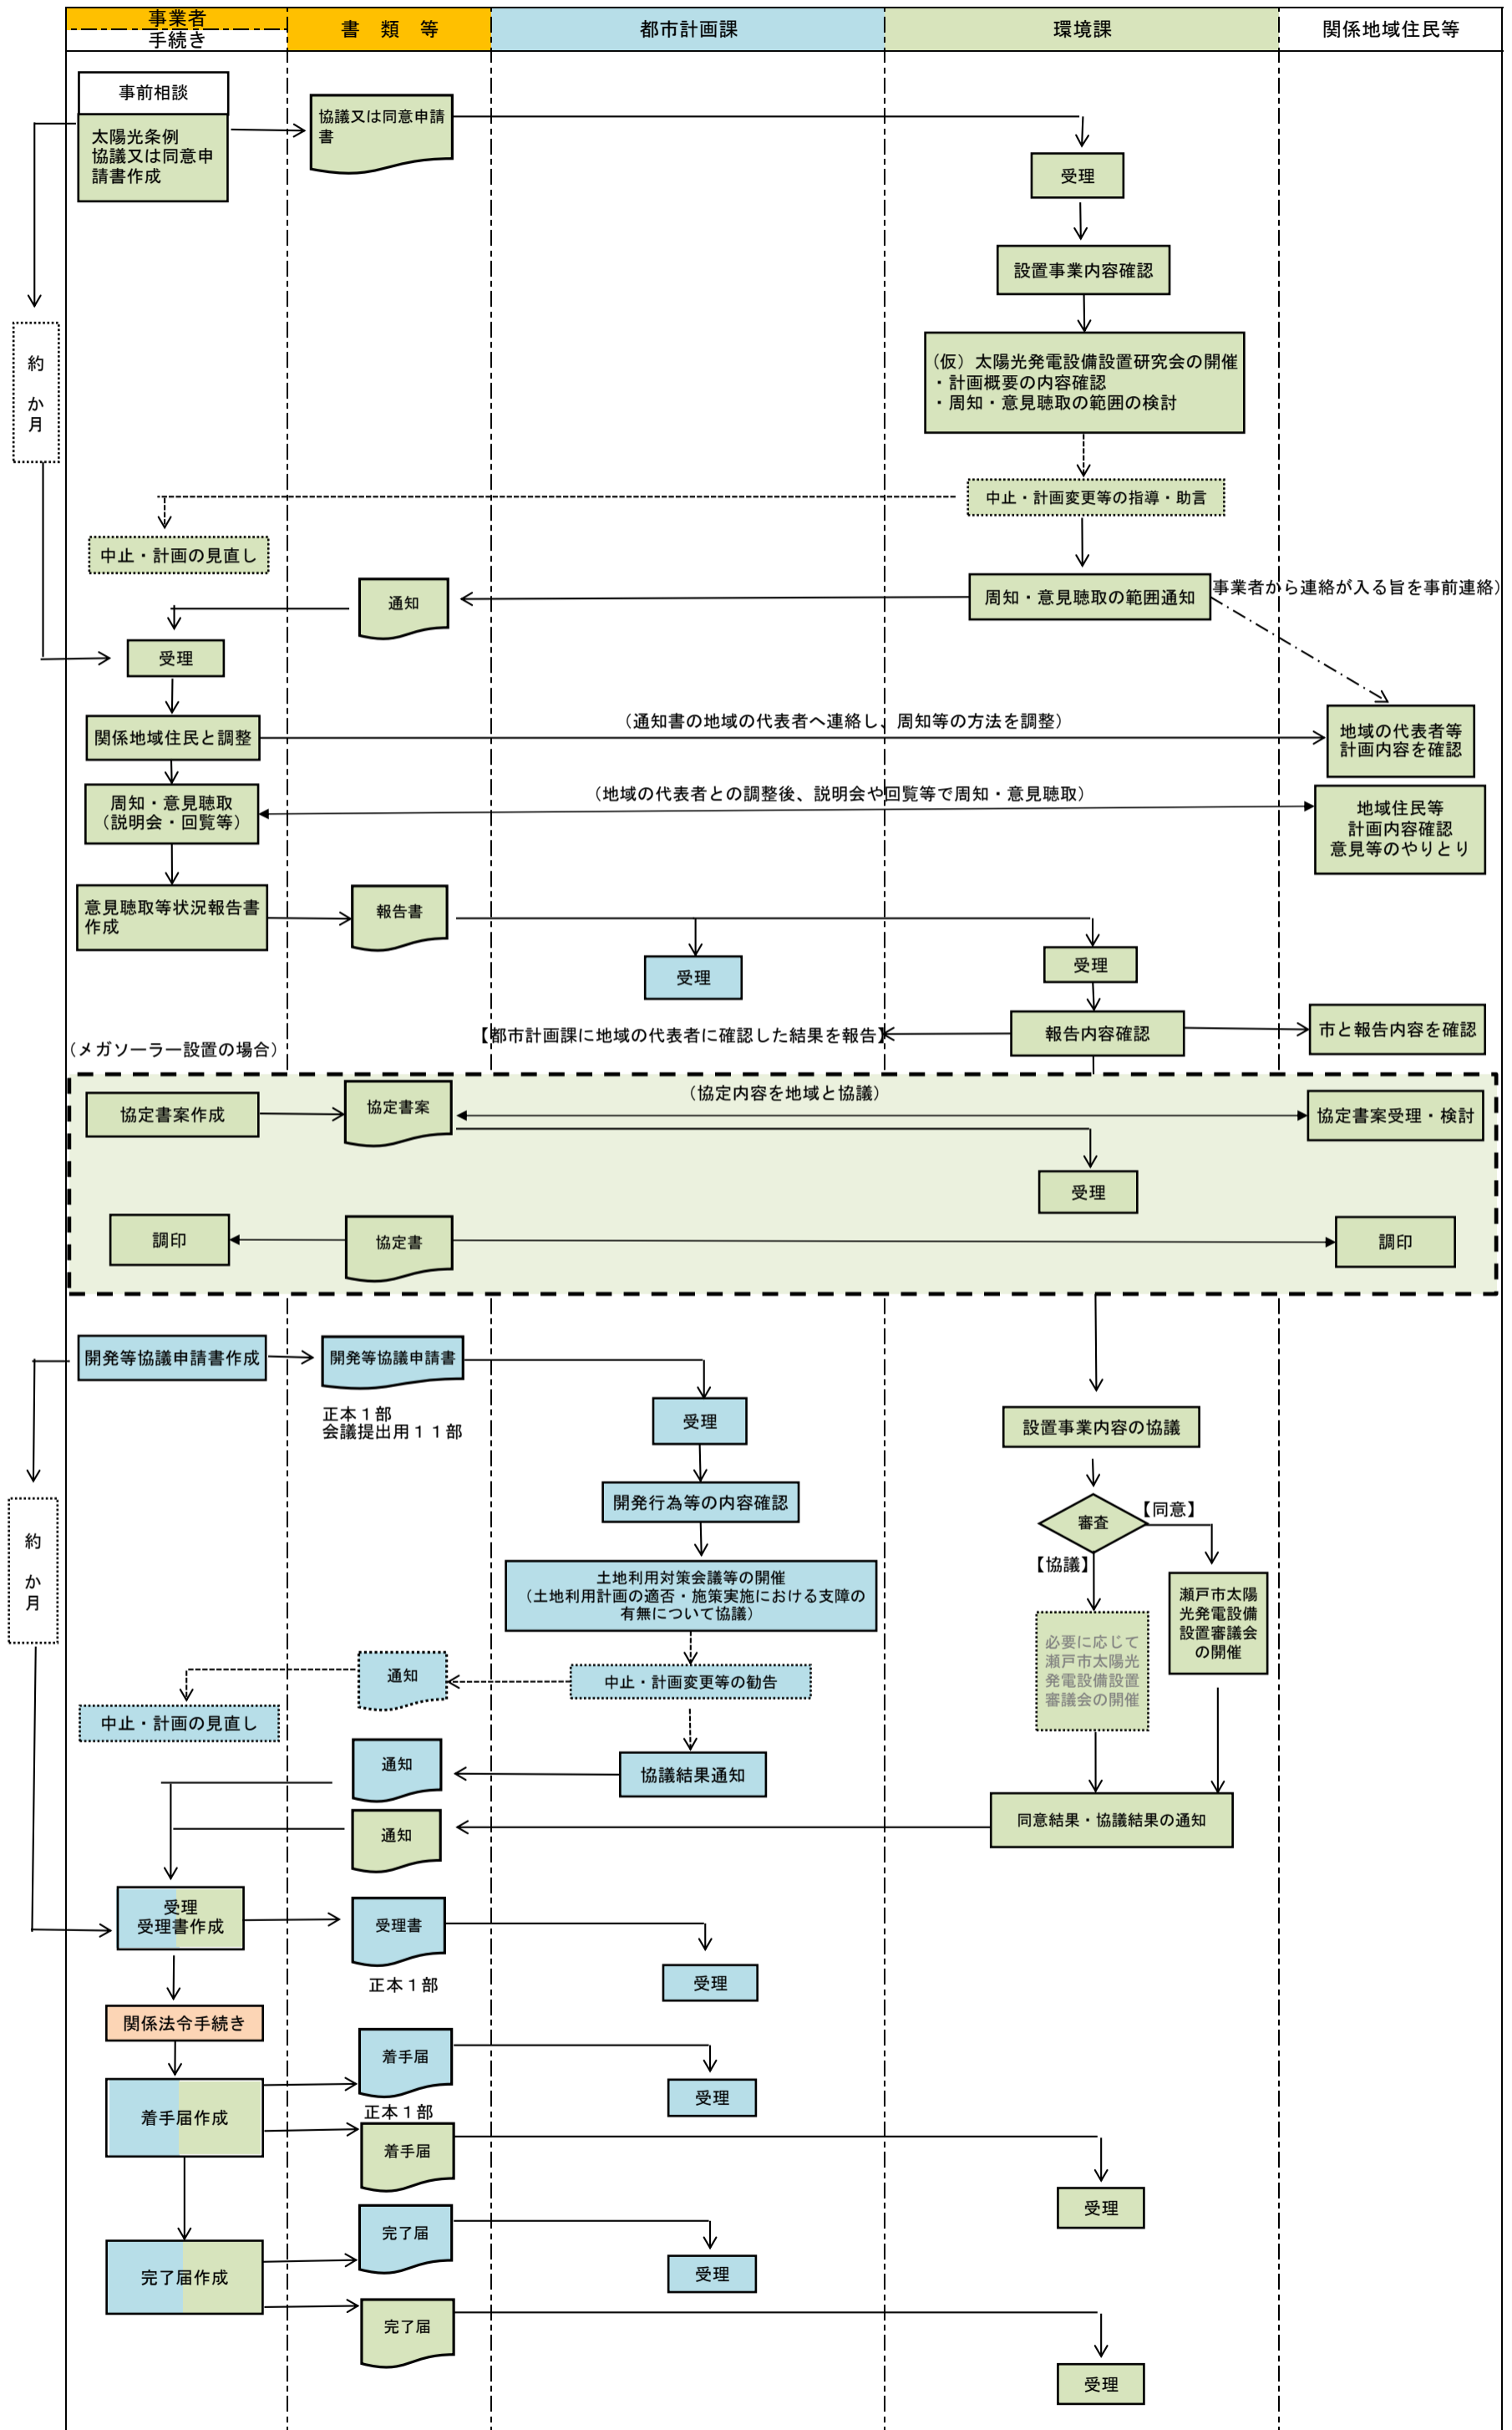 事業者
手続き
書　類　等
都市計画課
環境課
関係地域住民等
事前相談
太陽光条例
協議又は同意申
請書作成
協議又は同意申請
書
受理
設置事業内容確認
（仮）太陽光発電設備設置研究会の開催
・計画概要の内容確認
・周知・意見聴取の範囲の検討
約
か
月
中止・計画変更等の指導・助言
中止・計画の見直し
通知
周知・意見聴取の範囲通知
事業者から連絡が入る旨を事前連絡）
受理
関係地域住民と調整
（通知書の地域の代表者へ連絡し、周知等の方法を調整）
地域の代表者等
計画内容を確認
周知・意見聴取
（説明会・回覧等）
（地域の代表者との調整後、説明会や回覧等で周知・意見聴取）
地域住民等
計画内容確認
意見等のやりとり
意見聴取等状況報告書
作成
報告書
受理
受理
【都市計画課に地域の代表者に確認した結果を報告】
報告内容確認
市と報告内容を確認
（メガソーラー設置の場合）
協定書案作成
協定書案
（協定内容を地域と協議）
協定書案受理・検討
受理
調印
協定書
調印
開発等協議申請書作成
開発等協議申請書
正本１部
会議提出用１１部
受理
設置事業内容の協議
開発行為等の内容確認
審査
【同意】
【協議】
約
か
月
土地利用対策会議等の開催
（土地利用計画の適否・施策実施における支障の
有無について協議）
瀬戸市太陽
光発電設備
設置審議会
の開催
必要に応じて
瀬戸市太陽光
発電設備設置
審議会の開催
通知
中止・計画変更等の勧告
中止・計画の見直し
通知
協議結果通知
通知
同意結果・協議結果の通知
受理
受理書作成
受理書
正本１部
受理
関係法令手続き
着手届
受理
着手届作成
正本１部
着手届
受理
完了届
受理
完了届作成
完了届
受理